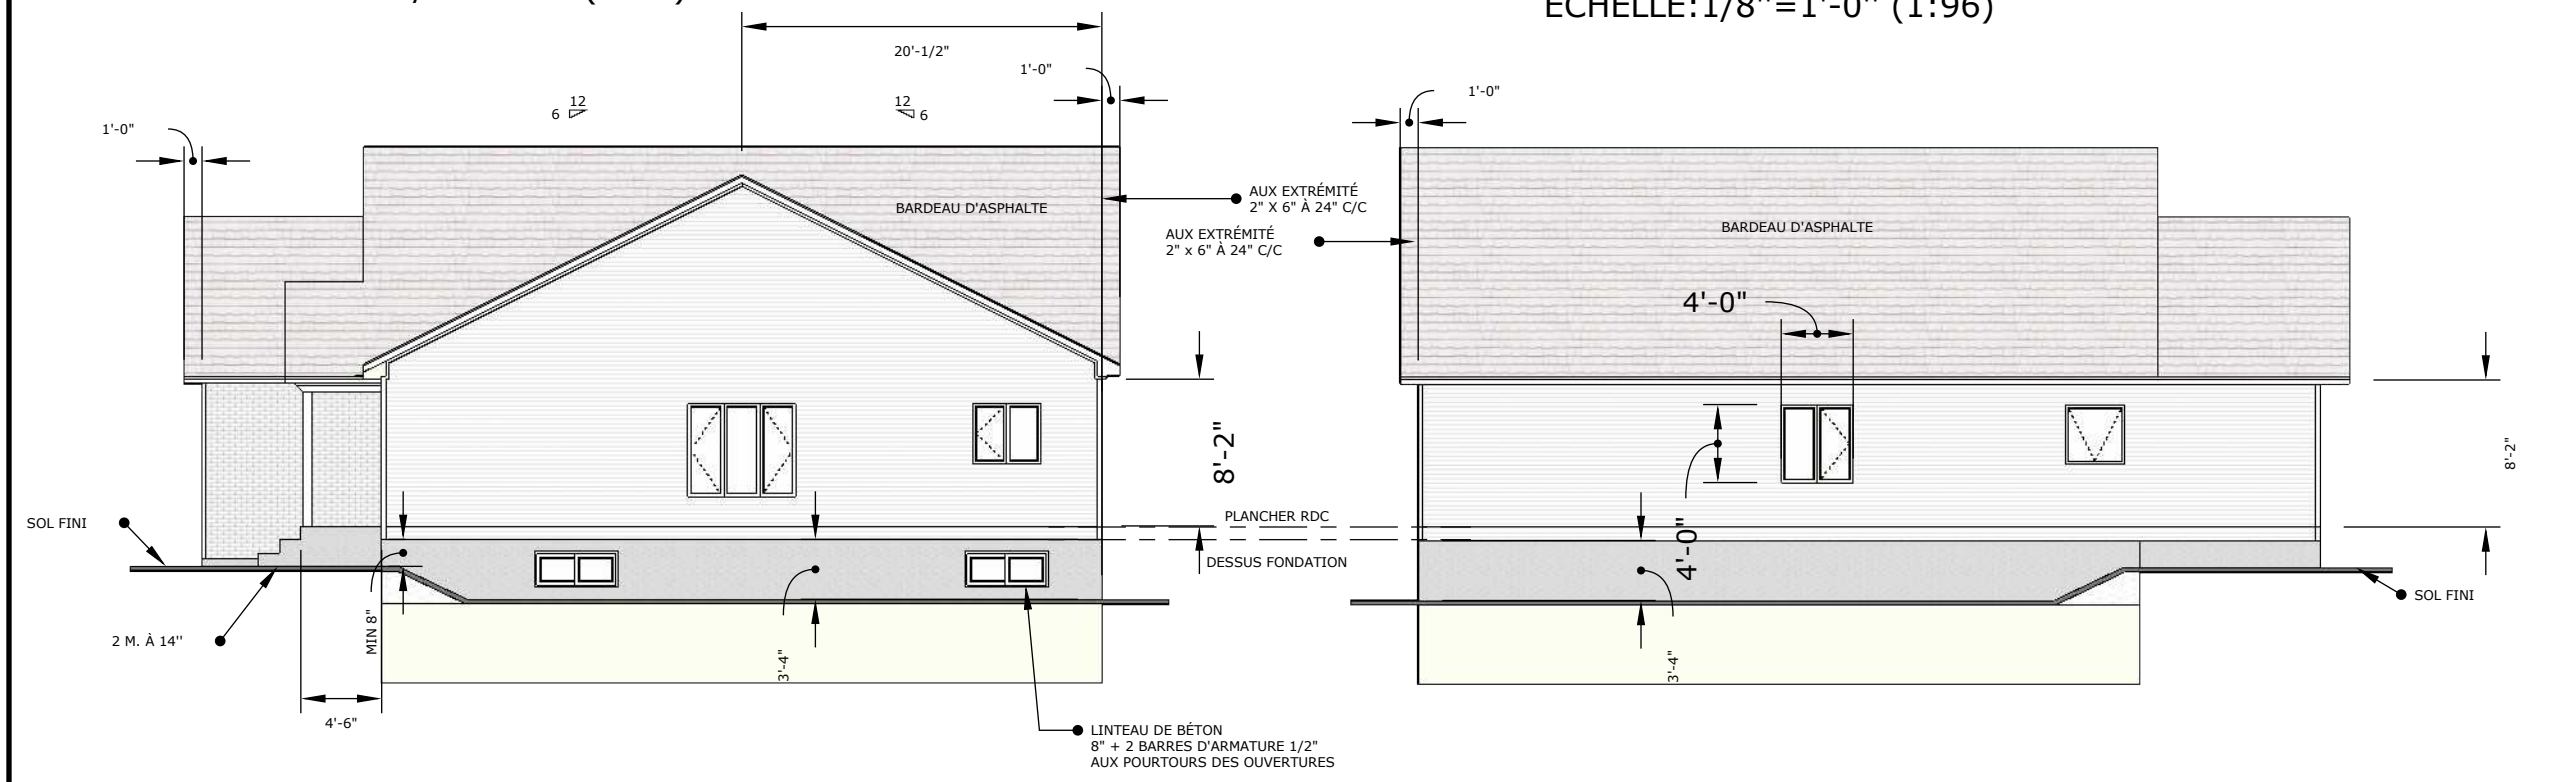 ÉCHELLE:1/8"=1'-0" (1:96)
20'-1/2"
1'-0"
12
6
12
6
1'-0"
1'-0"
BARDEAU D'ASPHALTE
AUX EXTRÉMITÉ
2" X 6" À 24" C/C
AUX EXTRÉMITÉ
2" x 6" À 24" C/C
BARDEAU D'ASPHALTE
4'-0"
8'-2"
8'-2"
SOL FINI
PLANCHER RDC
4'-0"
DESSUS FONDATION
SOL FINI
2 M. À 14''
MIN 8"
3'-4"
3'-4"
4'-6"
LINTEAU DE BÉTON
8" + 2 BARRES D'ARMATURE 1/2"
AUX POURTOURS DES OUVERTURES